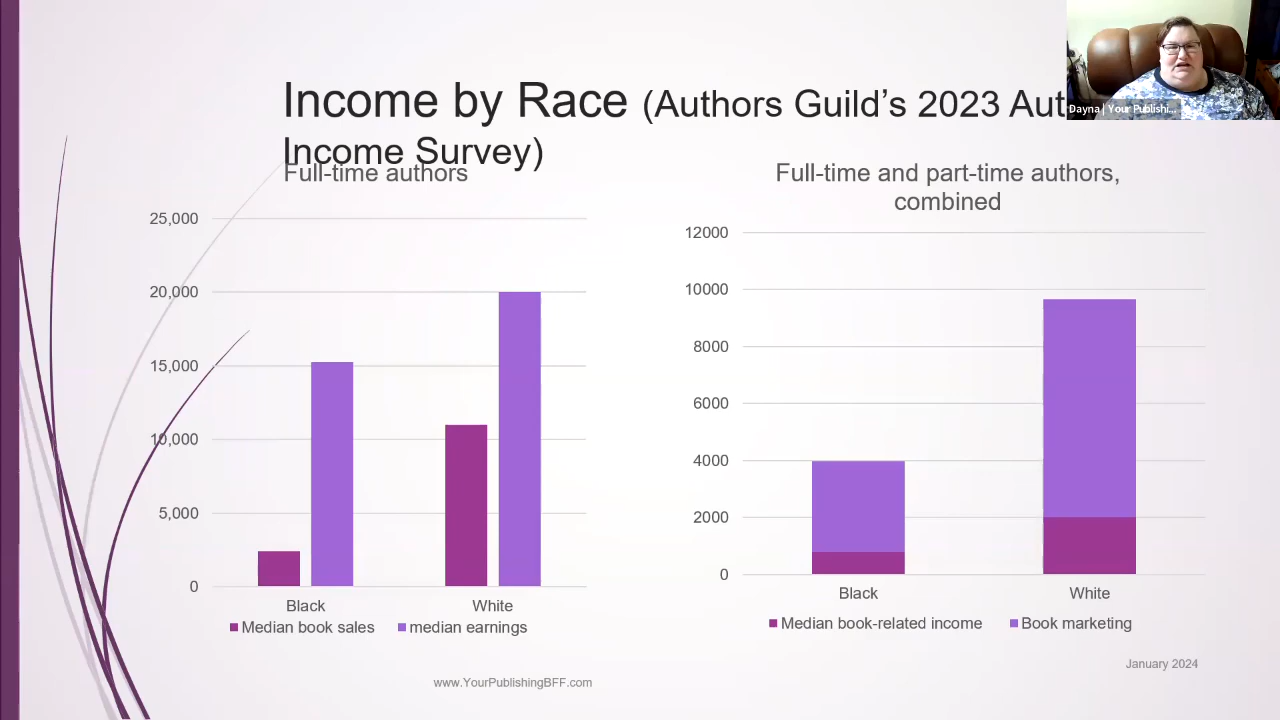 Income by Race (Authors Guild's 2023 Aut
Income Survey)
Dayna | Your Publishi...
Full-time authors
25,000
20,000
15,000
10,000
5,000
0
Black
White
Median book sales
median earnings
Full-time and part-time authors,
combined
12000
10000
8000
6000
4000
2000
0
Black
White
Median book-related income
Book marketing
January 2024
www.YourPublishingBFF.com